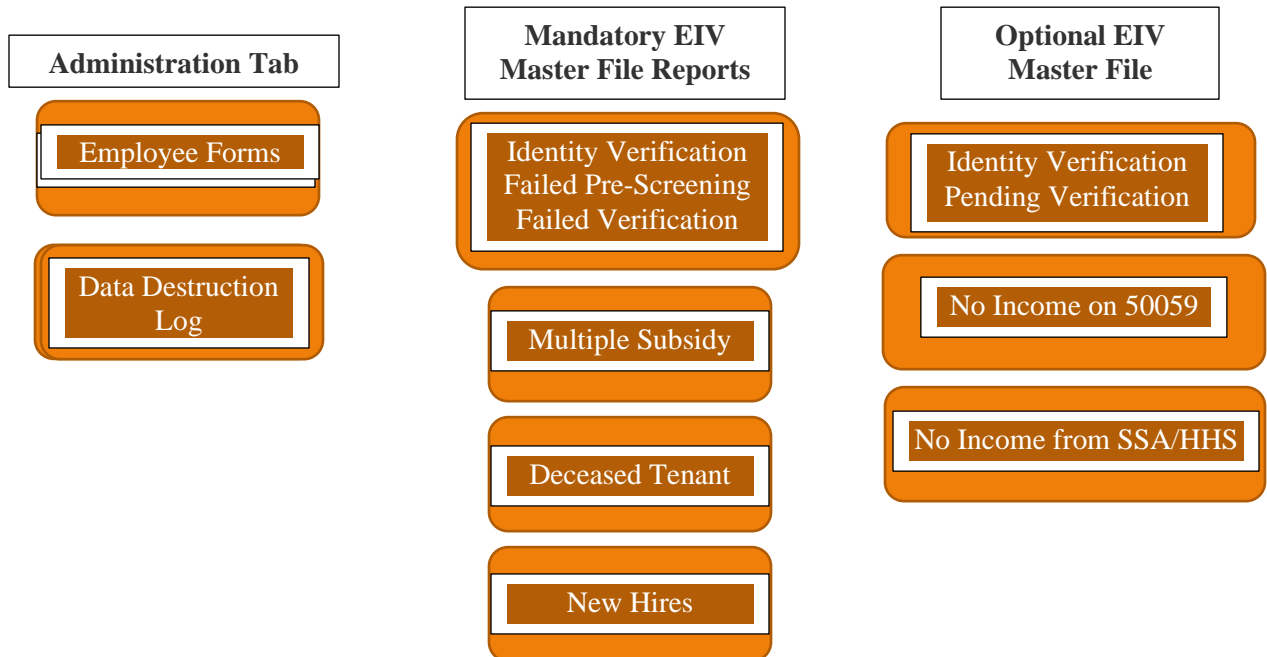 Administration Tab
Employee Forms
Data Destruction
Log
Mandatory EIV
Master File Reports
Identity Verification
Failed Pre-Screening
Failed Verification
Multiple Subsidy
Deceased Tenant
New Hires
Optional EIV
Master File
Identity Verification
Pending Verification
No Income on 50059
No Income from SSA/HHS